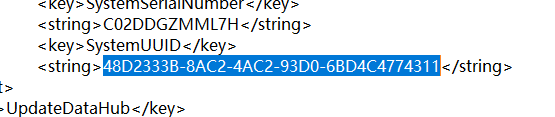 <key>SystemSerialNumber</key>
<string>C02DDGZMML7H</string>
<key>SystemUUID</key>
<string>48D2333B-8AC2-4AC2-93D0-6BD4C4774311</string>
t>
>UpdateDataHub</key>